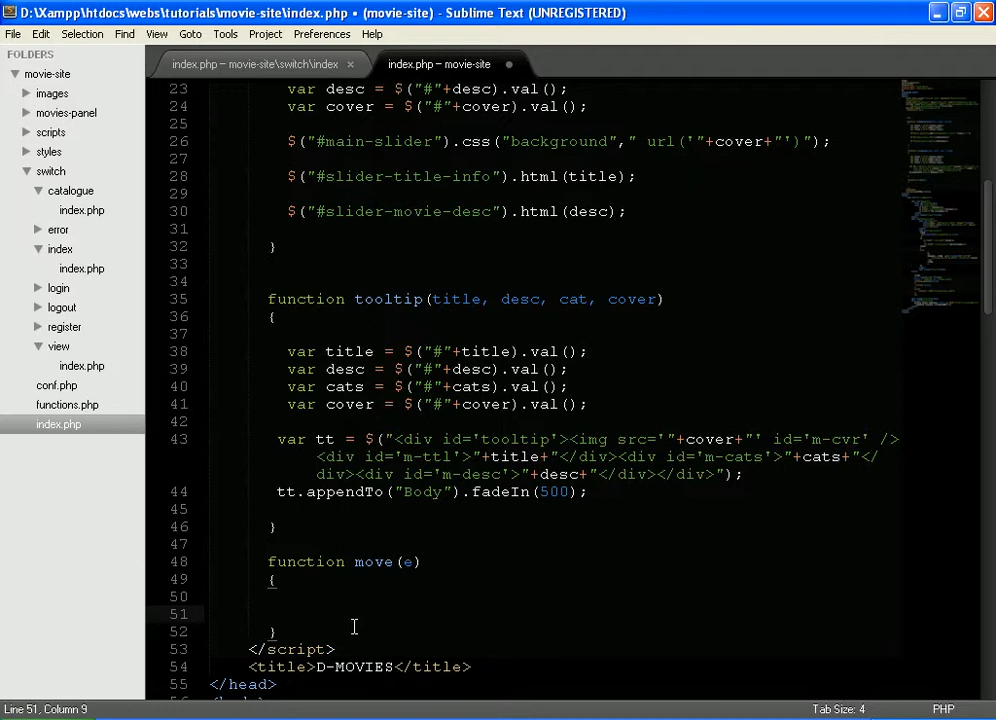 D:\Xampp\htdocs\webs\tutorials\movie-site\index.php • (movie-site) - Sublime Text (UNREGISTERED)
File Edit Selection Find View Goto Tools Project Preferences Help
FOLDERS
movie-site
images
movies-panel
scripts
styles
switch
catalogue
index.php
error
index
index.php
login
logout
register
view
index.php
conf.php
functions.php
index.php
index.php — movie-site\switch\index × index.php — movie-site
23 var desc = $("#"+desc).val();
24 var cover = $("#"+cover).val();
25
26 $("#main-slider").css("background"," url('"+cover+"')");
27
28 $("#slider-title-info").html(title);
29
30 $("#slider-movie-desc").html(desc);
31
32 }
33
34
35 function tooltip(title, desc, cat, cover)
36 {
37
38 var title = $("#"+title).val();
39 var desc = $("#"+desc).val();
40 var cats = $("#"+cats).val();
41 var cover = $("#"+cover).val();
42
43 var tt = $("<div id='tooltip'><img src='"+cover+"' id='m-cvr' />
<div id='m-ttl'>"+title+"</div><div id='m-cats'>"+cats+"</
div><div id='m-desc'>"+desc+"</div></div>");
44 tt.appendTo("Body").fadeIn(500);
45
46 }
47
48 function move(e)
49 {
50
51
52 }
53 </script>
54 <title>D-MOVIES</title>
55 </head>
Line 51, Column 9 Tab Size: 4 PHP